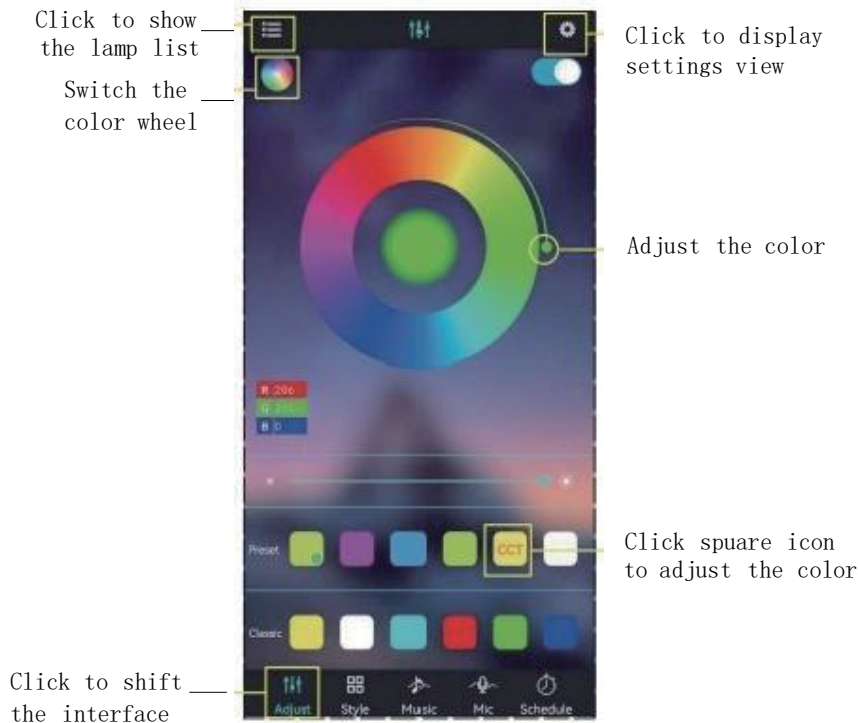 Click to show
the lamp list
Switch the
color wheel
Click to display
settings view
Adjust the color
R 206
G
B 0
Preset
CCT
Click spuare icon
to adjust the color
Classic
Click to shift
the interface
Adjust
Style
Music
Mic
Schedule